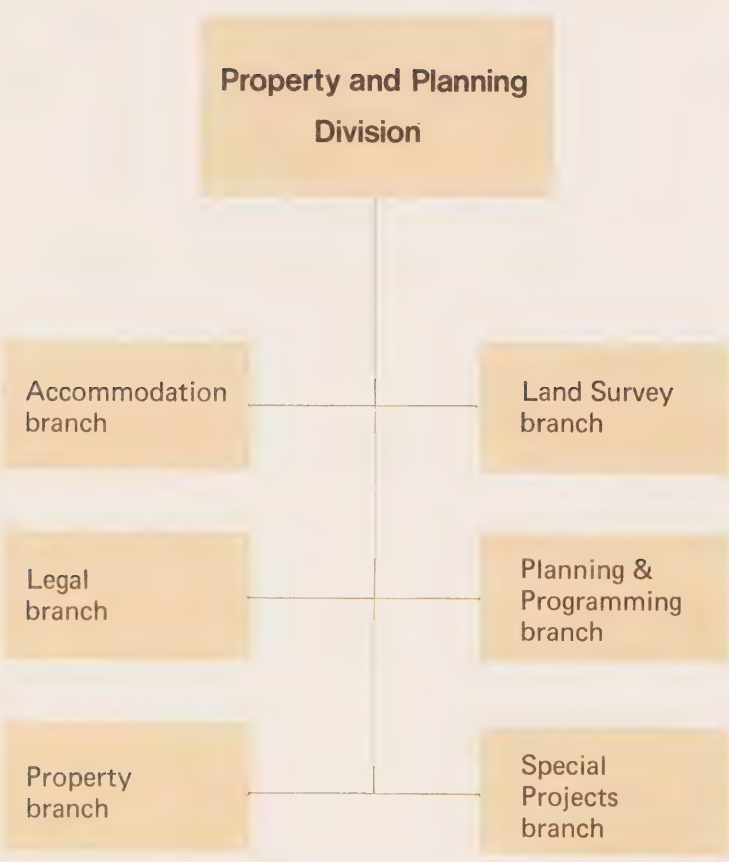 Property and Planning
Division
Accommodation
branch
Land Survey
branch
Legal
branch
Planning &
Programming
branch
Property
branch
Special
Projects
branch